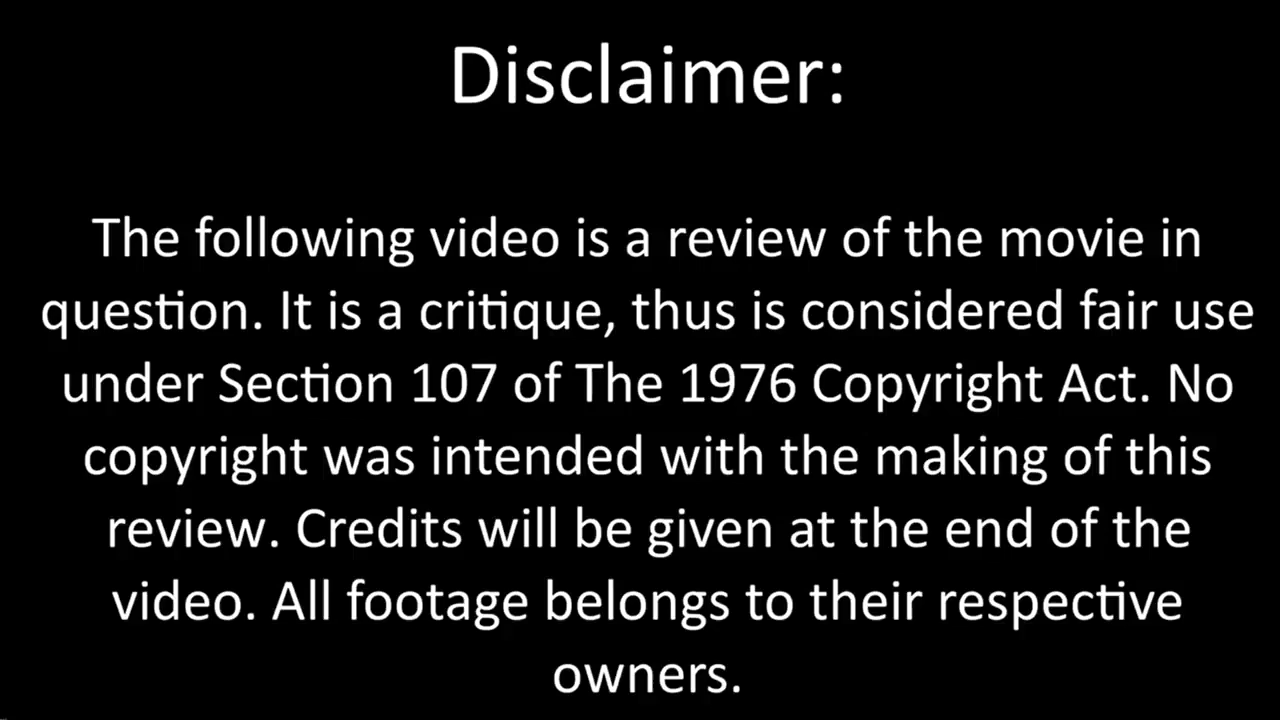 Disclaimer:
The following video is a review of the movie in
question. It is a critique, thus is considered fair use
under Section 107 of The 1976 Copyright Act. No
copyright was intended with the making of this
review. Credits will be given at the end of the
video. All footage belongs to their respective
owners.